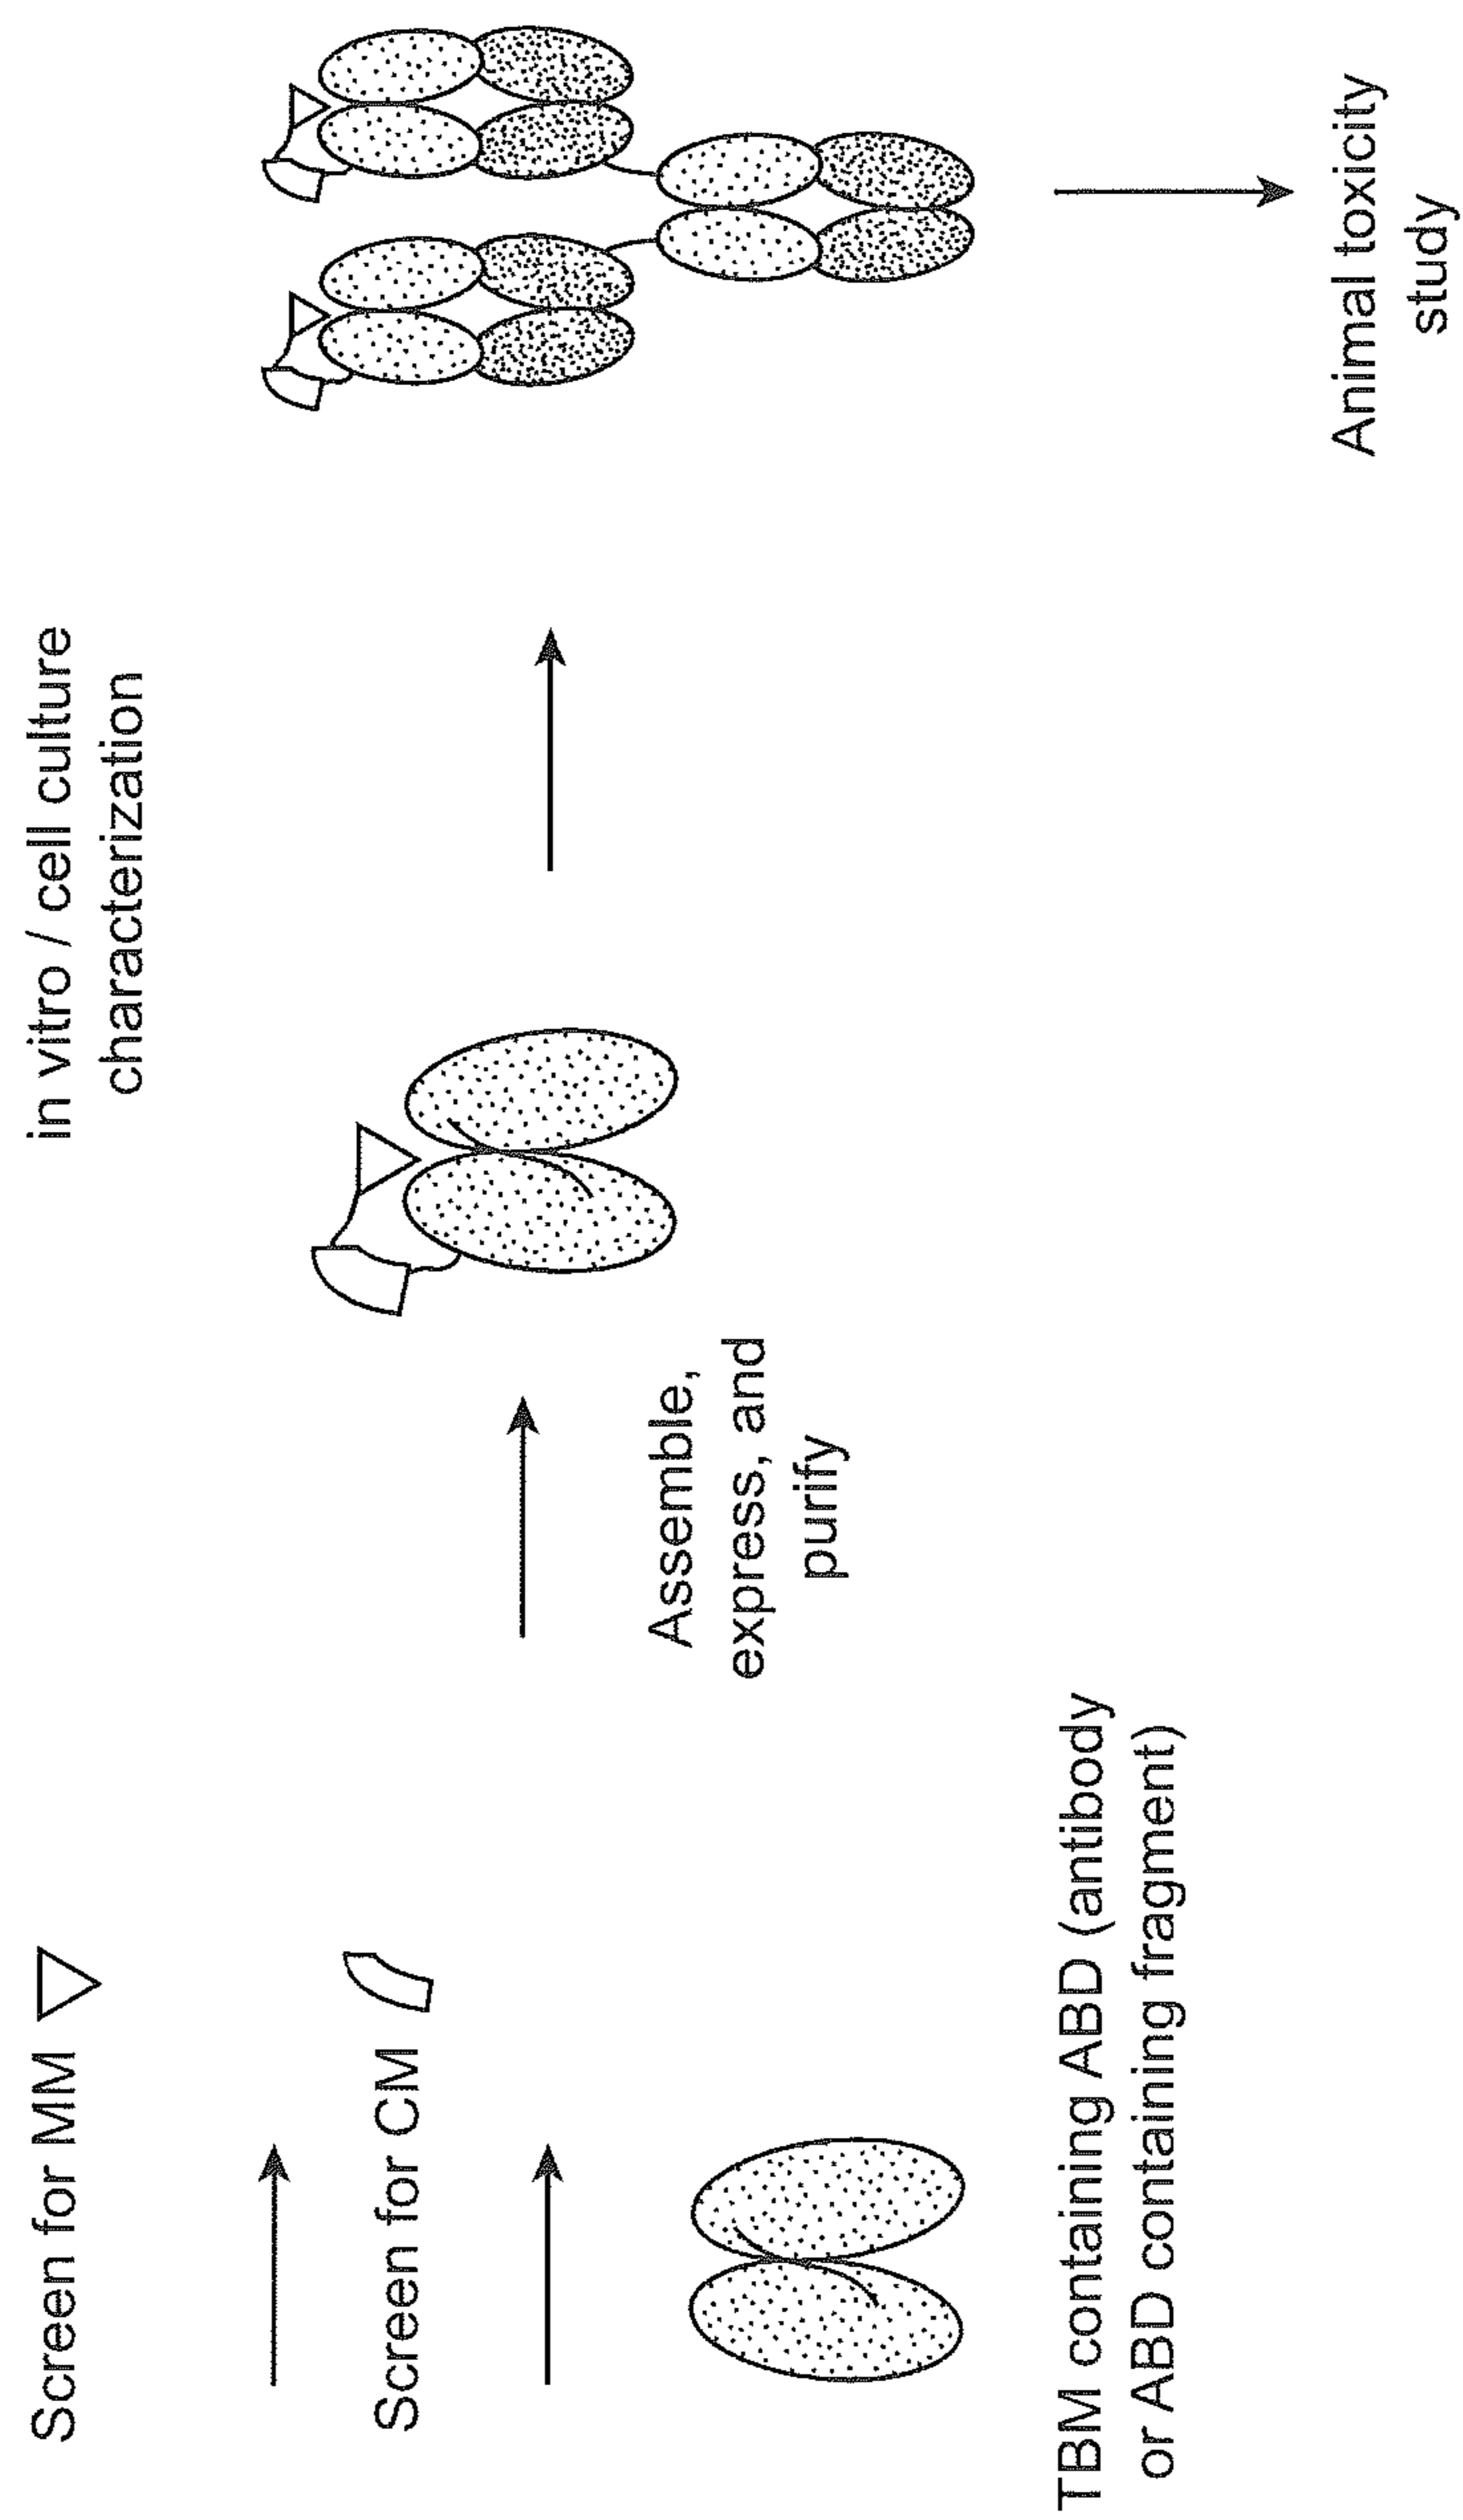 Screen for MM
Screen for CM
TBM containing ABD (antibody
or ABD containing fragment)
Assemble,
express, and
purify
in vitro / cell culture
characterization
Animal toxicity
study